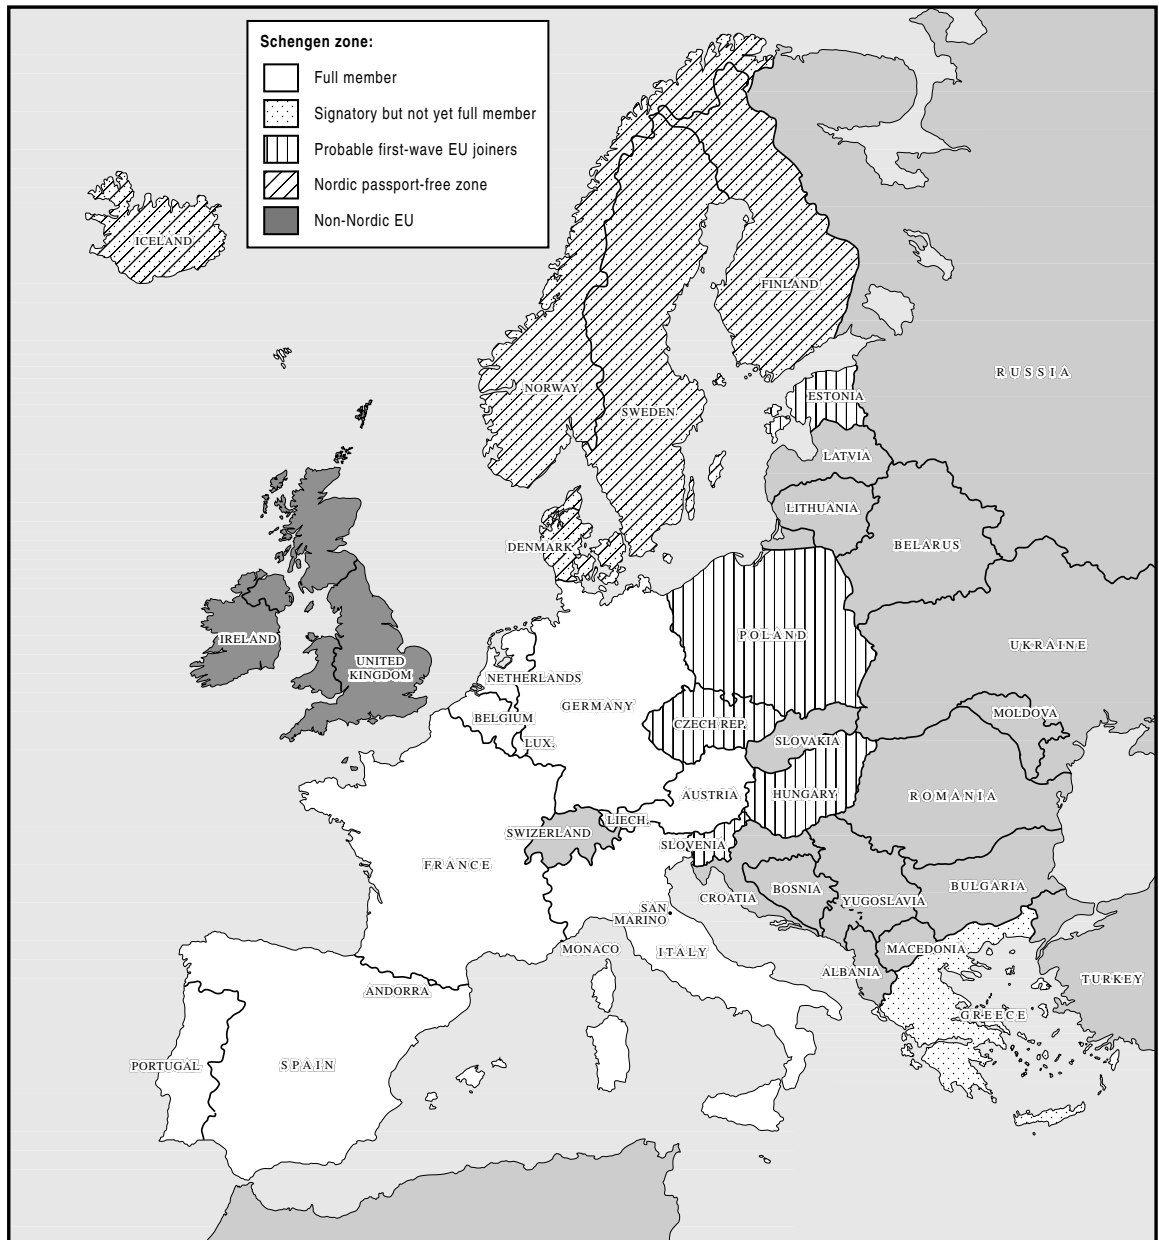 Schengen zone:
Full member
Signatory but not yet full member
Probable first-wave EU joiners
Nordic passport-free zone
Non-Nordic EU
ICELAND
FINLAND
RUSSIA
NORWAY
ESTONIA
SWEDEN
LATVIA
LITHUANIA
DENMARK
BELARUS
IRELAND
POLAND
UKRAINE
UNITED
KINGDOM
NETHERLANDS
GERMANY
MOLDOVA
BELGIUM
CZECH REP.
LUX.
SLOVAKIA
AUSTRIA
HUNGARY
ROMANIA
LIECH.
SWIZERLAND
SLOVENIA
FRANCE
BOSNIA
BULGARIA
CROATIA
YUGOSLAVIA
SAN
MARINO
MONACO
ITALY
MACEDONIA
ALBANIA
TURKEY
ANDORRA
GREECE
PORTUGAL
SPAIN